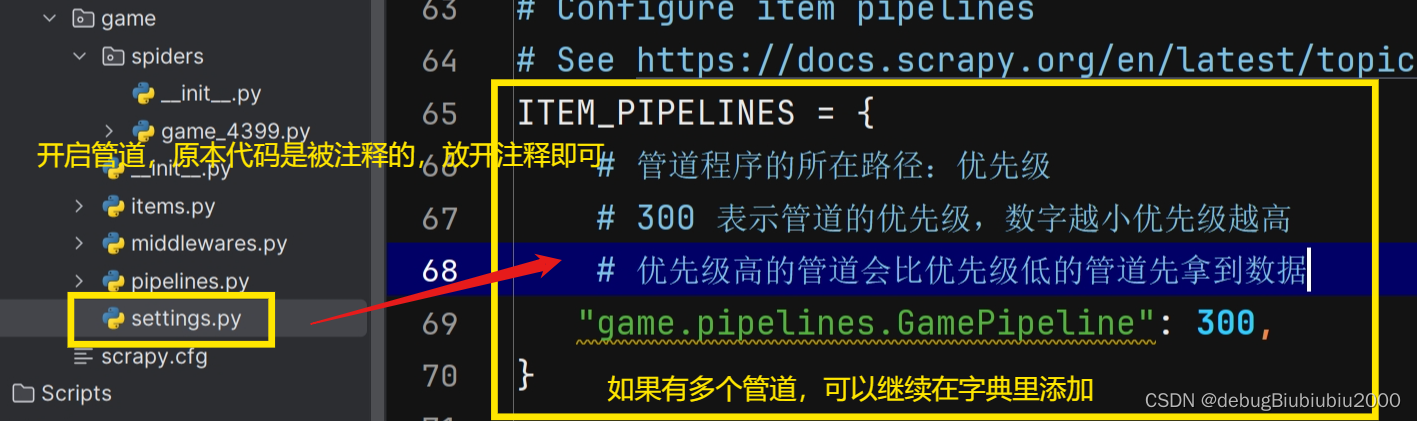 game
spiders
__init__.py
game_4399.py
开启管道，原本代码是被注释的，放开注释即可
__init__.py
items.py
middlewares.py
pipelines.py
settings.py
scrapy.cfg
Scripts
63 # Configure item pipelines
64 # See https://docs.scrapy.org/en/latest/topic
65 ITEM_PIPELINES = {
66 # 管道程序的所在路径：优先级
67 # 300 表示管道的优先级，数字越小优先级越高
68 # 优先级高的管道会比优先级低的管道先拿到数据
69 "game.pipelines.GamePipeline": 300,
70 }
如果有多个管道，可以继续在字典里添加
CSDN @debugBiubiubiu2000